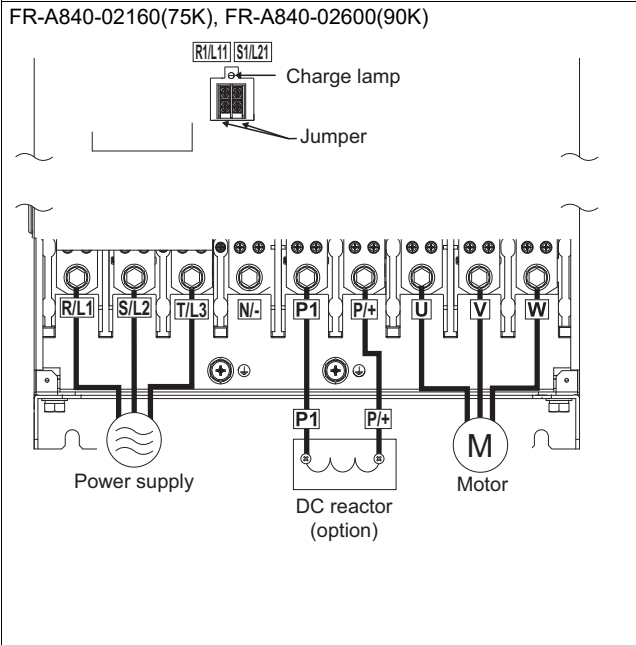 FR-A840-02160(75K), FR-A840-02600(90K)
R1/L11 S1/L21
Charge lamp
Jumper
R/L1 S/L2 T/L3 N/- P1 P/+ U V W
P1 P/+
M
Power supply
Motor
DC reactor
(option)